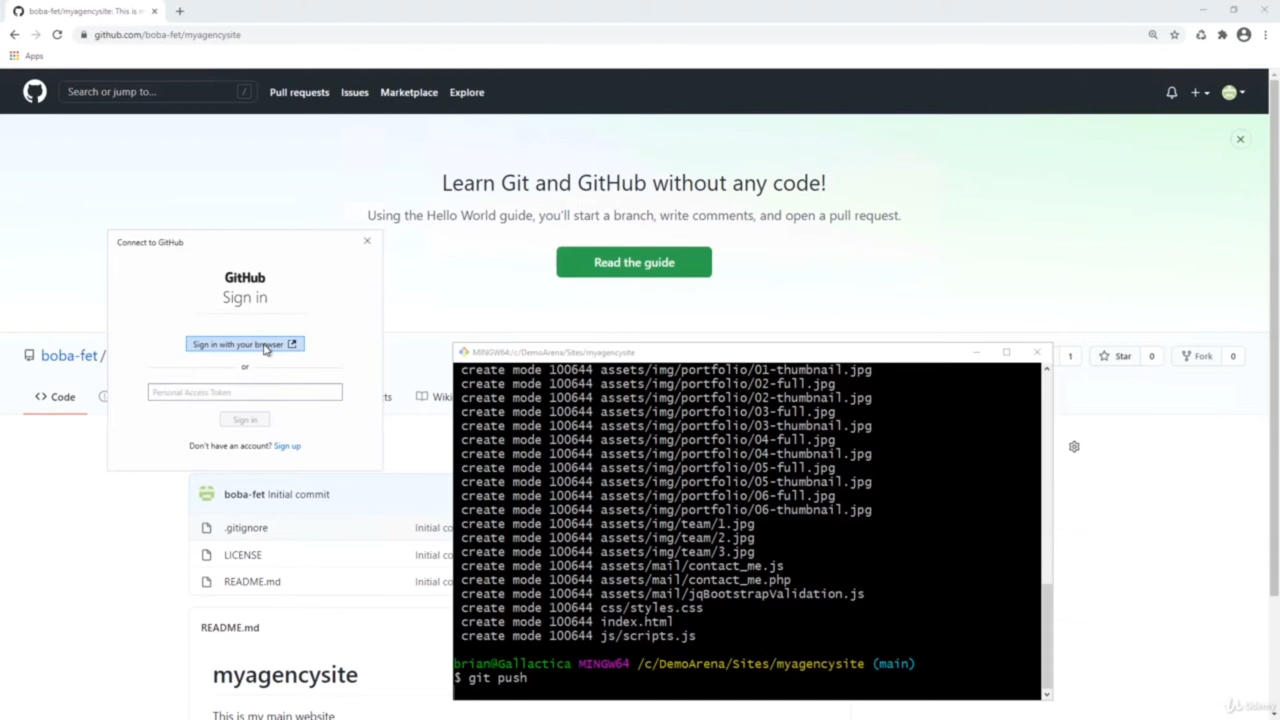 boba-fet/myagencysite: This is m
github.com/boba-fet/myagencysite
Apps
Search or jump to...
/
Pull requests
Issues
Marketplace
Explore
Learn Git and GitHub without any code!
Using the Hello World guide, you'll start a branch, write comments, and open a pull request.
Read the guide
Connect to GitHub
GitHub
Sign in
Sign in with your browser
or
Personal Access Token
Sign in
Don't have an account? Sign up
boba-fet /
1
Star 0
Fork 0
Code
ts
Wiki
boba-fet Initial commit
.gitignore
Initial co
LICENSE
Initial co
README.md
Initial co
README.md
myagencysite
This is my main website
MINGW64:/c/DemoArena/Sites/myagencysite
create mode 100644 assets/img/portfolio/01-thumbnail.jpg
create mode 100644 assets/img/portfolio/02-full.jpg
create mode 100644 assets/img/portfolio/02-thumbnail.jpg
create mode 100644 assets/img/portfolio/03-full.jpg
create mode 100644 assets/img/portfolio/03-thumbnail.jpg
create mode 100644 assets/img/portfolio/04-full.jpg
create mode 100644 assets/img/portfolio/04-thumbnail.jpg
create mode 100644 assets/img/portfolio/05-full.jpg
create mode 100644 assets/img/portfolio/05-thumbnail.jpg
create mode 100644 assets/img/portfolio/06-full.jpg
create mode 100644 assets/img/portfolio/06-thumbnail.jpg
create mode 100644 assets/img/team/1.jpg
create mode 100644 assets/img/team/2.jpg
create mode 100644 assets/img/team/3.jpg
create mode 100644 assets/mail/contact_me.js
create mode 100644 assets/mail/contact_me.php
create mode 100644 assets/mail/jqBootstrapValidation.js
create mode 100644 css/styles.css
create mode 100644 index.html
create mode 100644 js/scripts.js
brian@Gallactica MINGW64 /c/DemoArena/Sites/myagencysite (main)
$ git push
Udemy